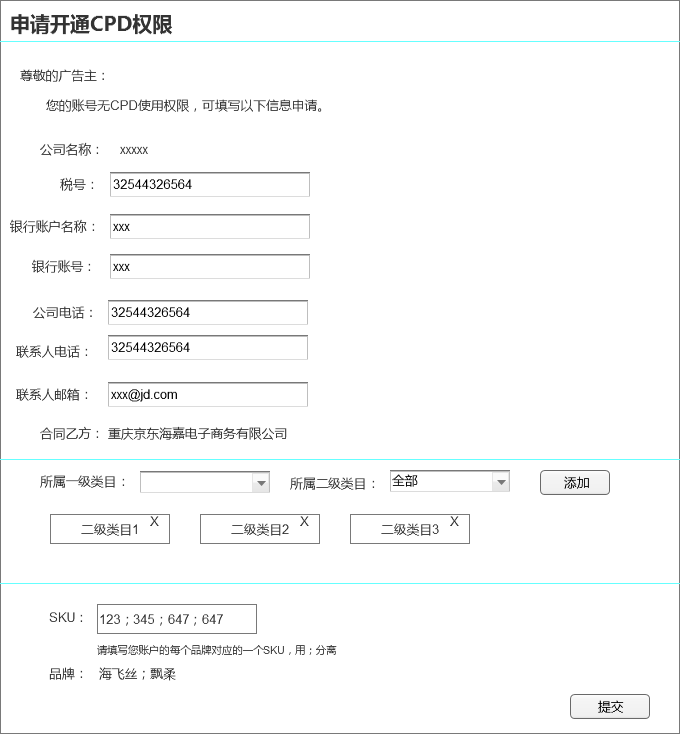 申请开通CPD权限
尊敬的广告主：
您的账号无CPD使用权限，可填写以下信息申请。
公司名称： xxxxx
税号： 32544326564
银行账户名称： xxx
银行账号： xxx
公司电话： 32544326564
联系人电话： 32544326564
联系人邮箱： xxx@jd.com
合同乙方： 重庆京东海嘉电子商务有限公司
所属一级类目： 所属二级类目： 全部 添加
二级类目1 X 二级类目2 X 二级类目3 X
SKU： 123；345；647；647
请填写您账户的每个品牌对应的一个SKU，用；分离
品牌： 海飞丝；飘柔
提交